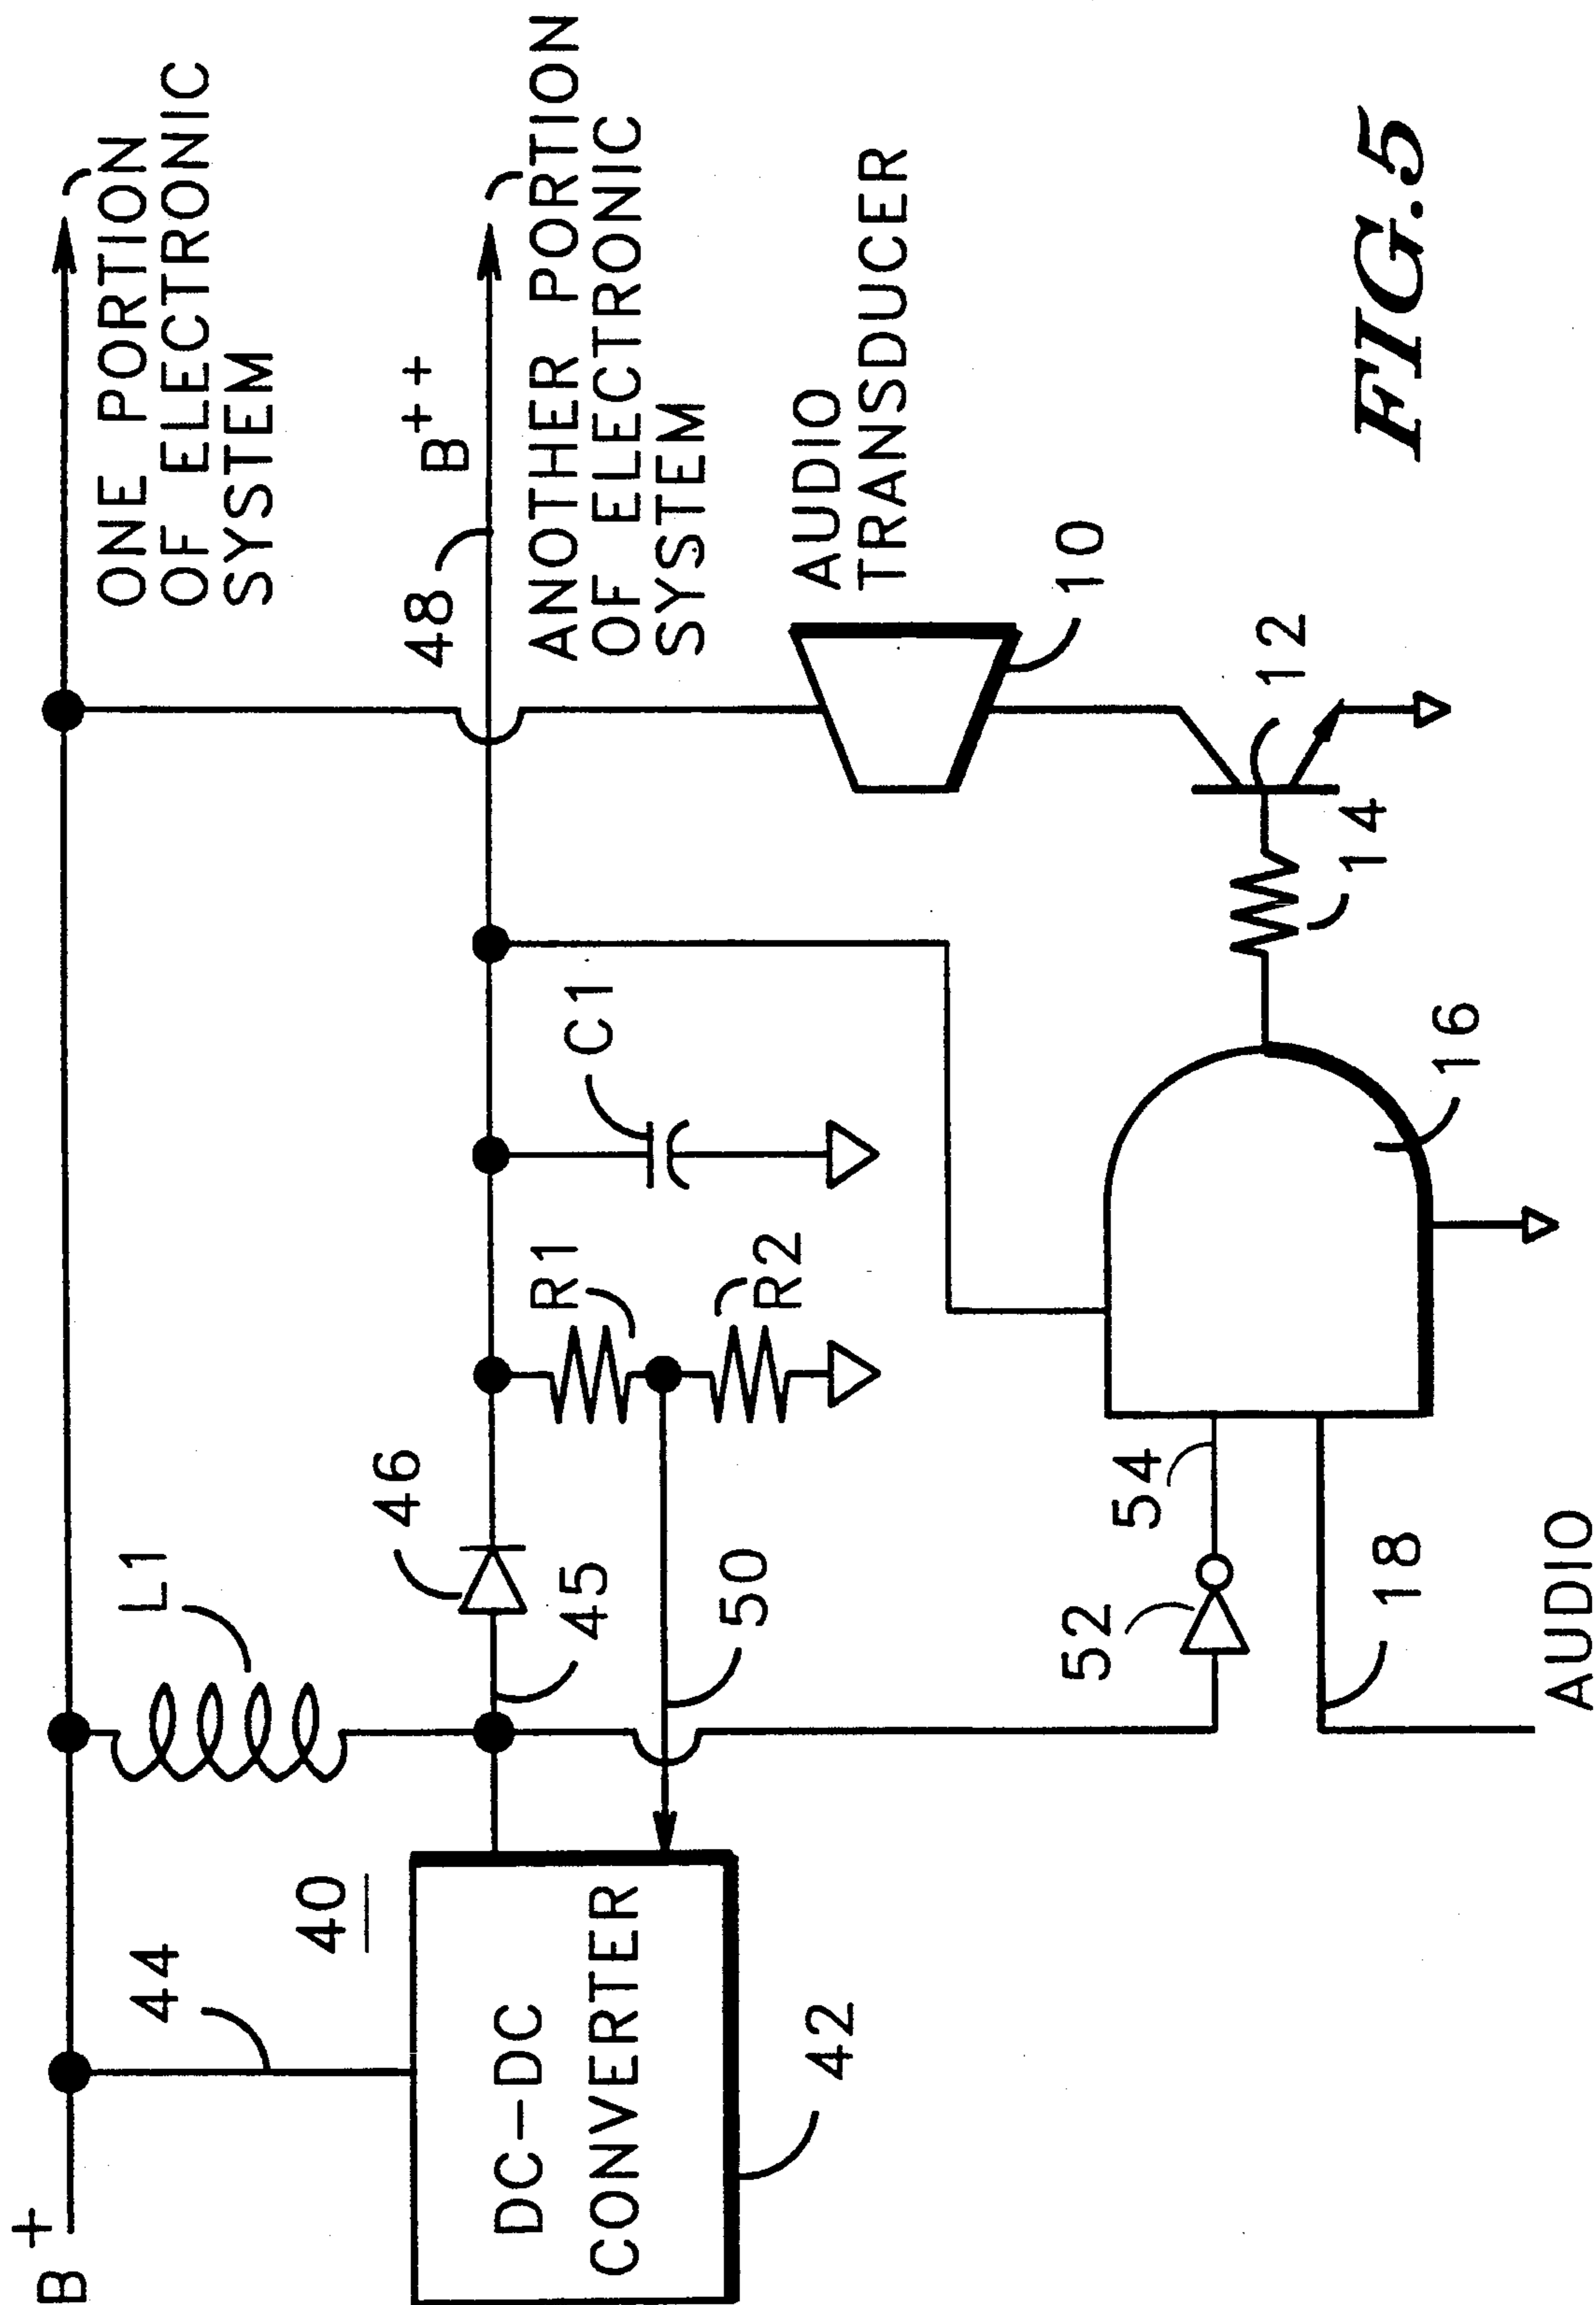 B+
44
40
DC-DC
CONVERTER
42
L1
45
46
50
R1
R2
C1
48
B++
ONE PORTION
OF ELECTRONIC
SYSTEM
ANOTHER PORTION
OF ELECTRONIC
SYSTEM
AUDIO
TRANSDUCER
10
12
14
16
52
54
18
AUDIO
FIG.5